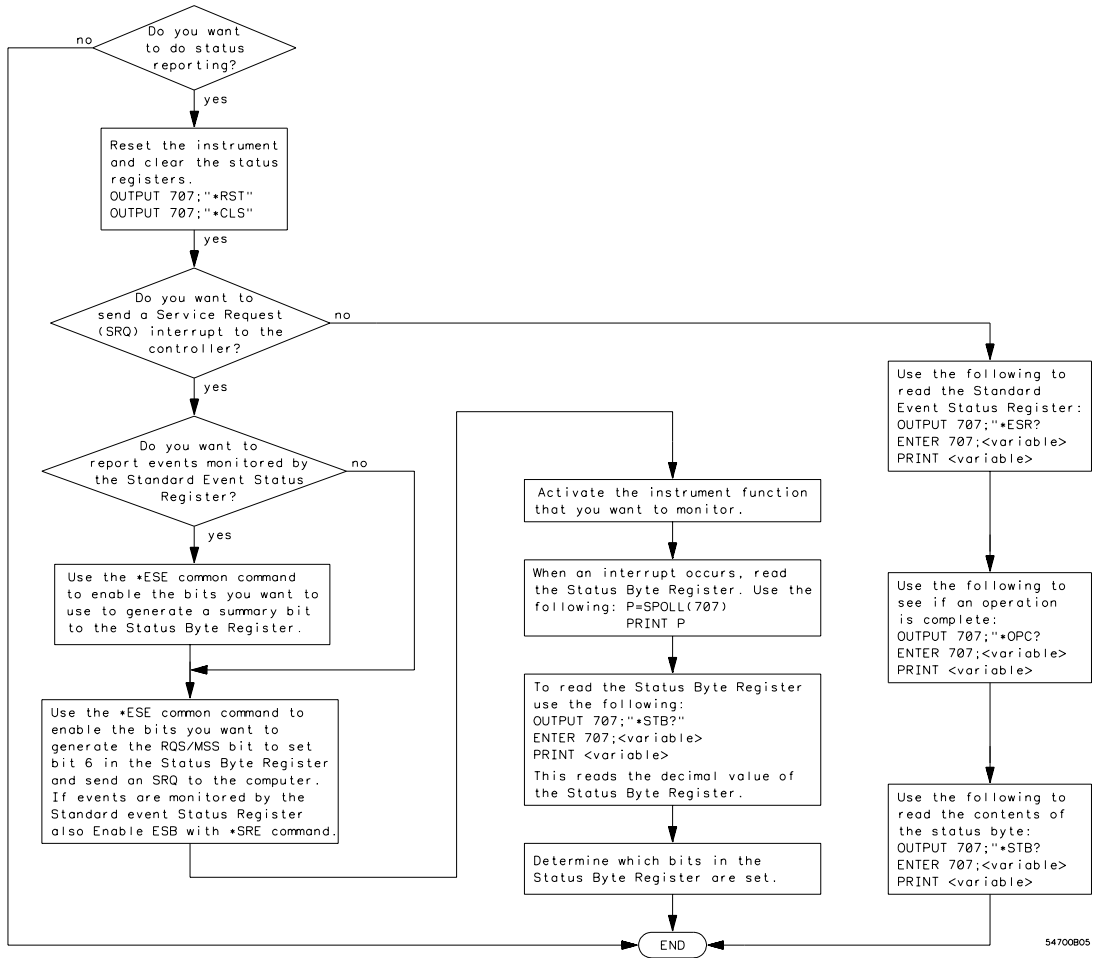 Do you want
to do status
reporting?
no
yes
Reset the instrument
and clear the status
registers.
OUTPUT 707;"*RST"
OUTPUT 707;"*CLS"
yes
Do you want to
send a Service Request
(SRQ) interrupt to the
controller?
no
yes
Do you want to
report events monitored by
the Standard Event Status
Register?
no
yes
Use the *ESE common command
to enable the bits you want to
use to generate a summary bit
to the Status Byte Register.
Use the *ESE common command to
enable the bits you want to
generate the RQS/MSS bit to set
bit 6 in the Status Byte Register
and send an SRQ to the computer.
If events are monitored by the
Standard event Status Register
also Enable ESB with *SRE command.
Activate the instrument function
that you want to monitor.
When an interrupt occurs, read
the Status Byte Register. Use the
following: P=SPOLL(707)
PRINT P
To read the Status Byte Register
use the following:
OUTPUT 707;"*STB?"
ENTER 707;<variable>
PRINT <variable>
This reads the decimal value of
the Status Byte Register.
Determine which bits in the
Status Byte Register are set.
Use the following to
read the Standard
Event Status Register:
OUTPUT 707;"*ESR?
ENTER 707;<variable>
PRINT <variable>
Use the following to
see if an operation
is complete:
OUTPUT 707;"*OPC?
ENTER 707;<variable>
PRINT <variable>
Use the following to
read the contents of
the status byte:
OUTPUT 707;"*STB?
ENTER 707;<variable>
PRINT <variable>
END
54700B05